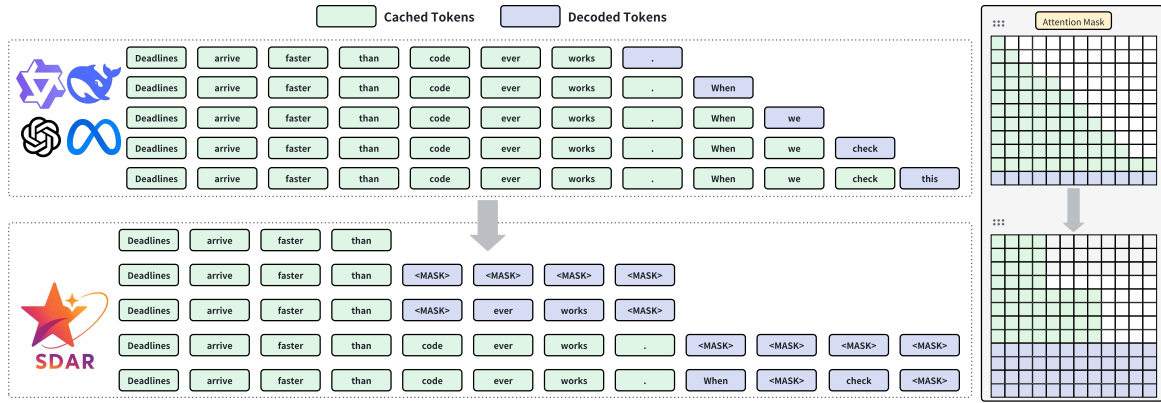 Cached Tokens Decoded Tokens
Attention Mask
Deadlines arrive faster than code ever works .
Deadlines arrive faster than code ever works . When
Deadlines arrive faster than code ever works . When we
Deadlines arrive faster than code ever works . When we check
Deadlines arrive faster than code ever works . When we check this
Deadlines arrive faster than
Deadlines arrive faster than <MASK> <MASK> <MASK> <MASK>
Deadlines arrive faster than <MASK> ever works <MASK>
Deadlines arrive faster than code ever works . <MASK> <MASK> <MASK> <MASK>
Deadlines arrive faster than code ever works . When <MASK> check <MASK>
SDAR